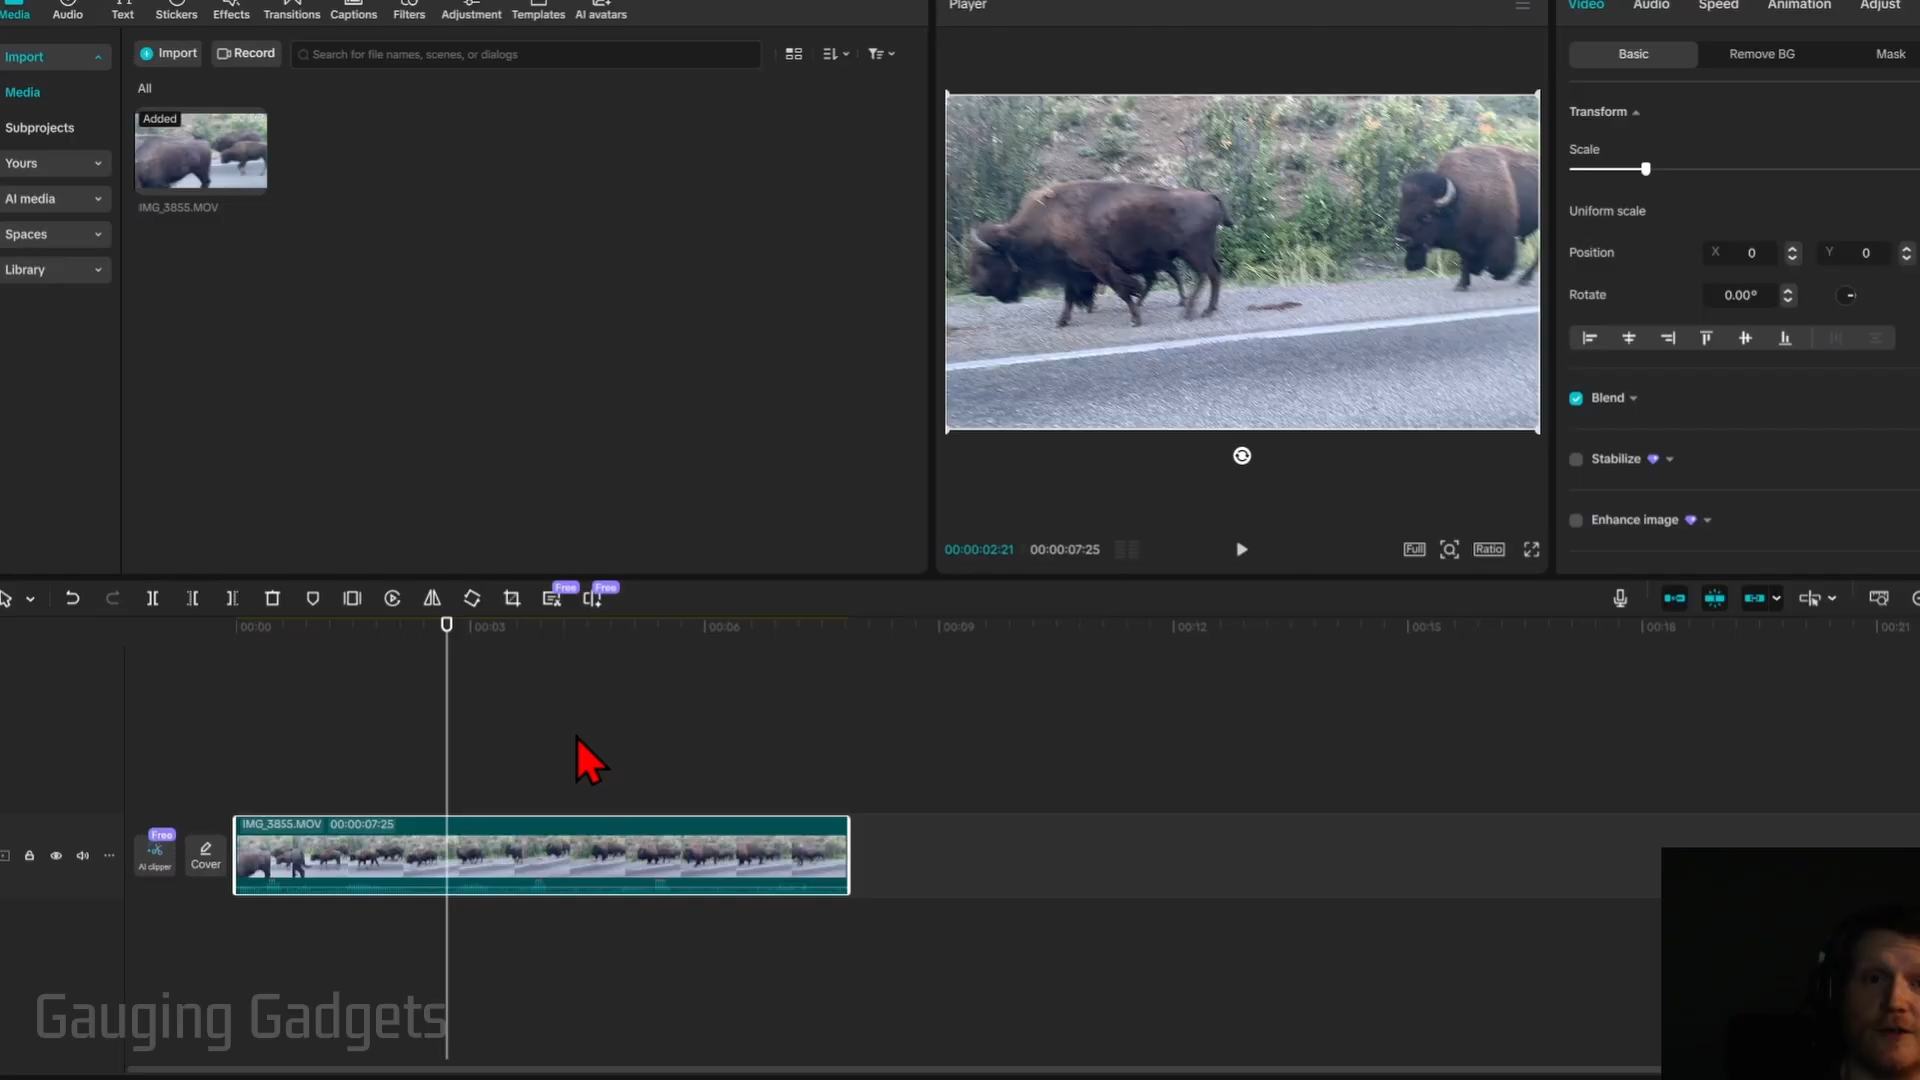 Media Audio Text Stickers Effects Transitions Captions Filters Adjustment Templates AI avatars
Player
Video Audio Speed Animation Adjust
Import
Import Record Search for file names, scenes, or dialogs
Basic Remove BG Mask
Media
All
Subprojects
Added
Yours
AI media
IMG_3855.MOV
Spaces
Library
Transform
Scale
Uniform scale
Position X 0 Y 0
Rotate 0.00°
Blend
Stabilize
Enhance image
00:00:02:21 00:00:07:25
Full Ratio
Free Free
00:00 00:03 00:06 00:09 00:12 00:15 00:18 00:21
IMG_3855.MOV 00:00:07:25
Free
AI clipper
Cover
Gauging Gadgets